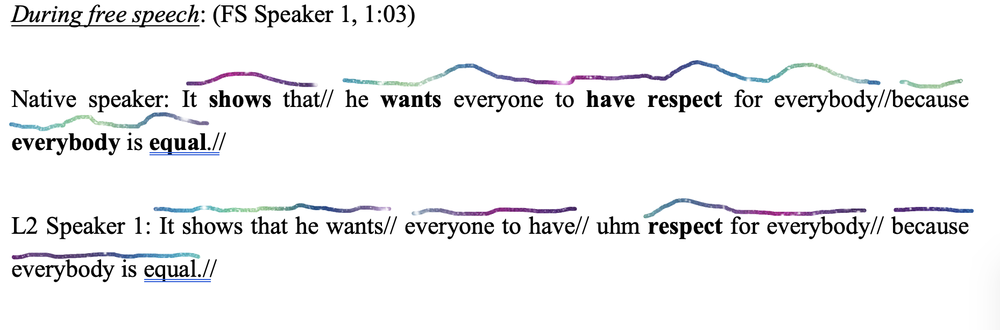 During free speech: (FS Speaker 1, 1:03)
Native speaker: It shows that// he wants everyone to have respect for everybody//because
everybody is equal.//
L2 Speaker 1: It shows that he wants// everyone to have// uhm respect for everybody// because
everybody is equal.//